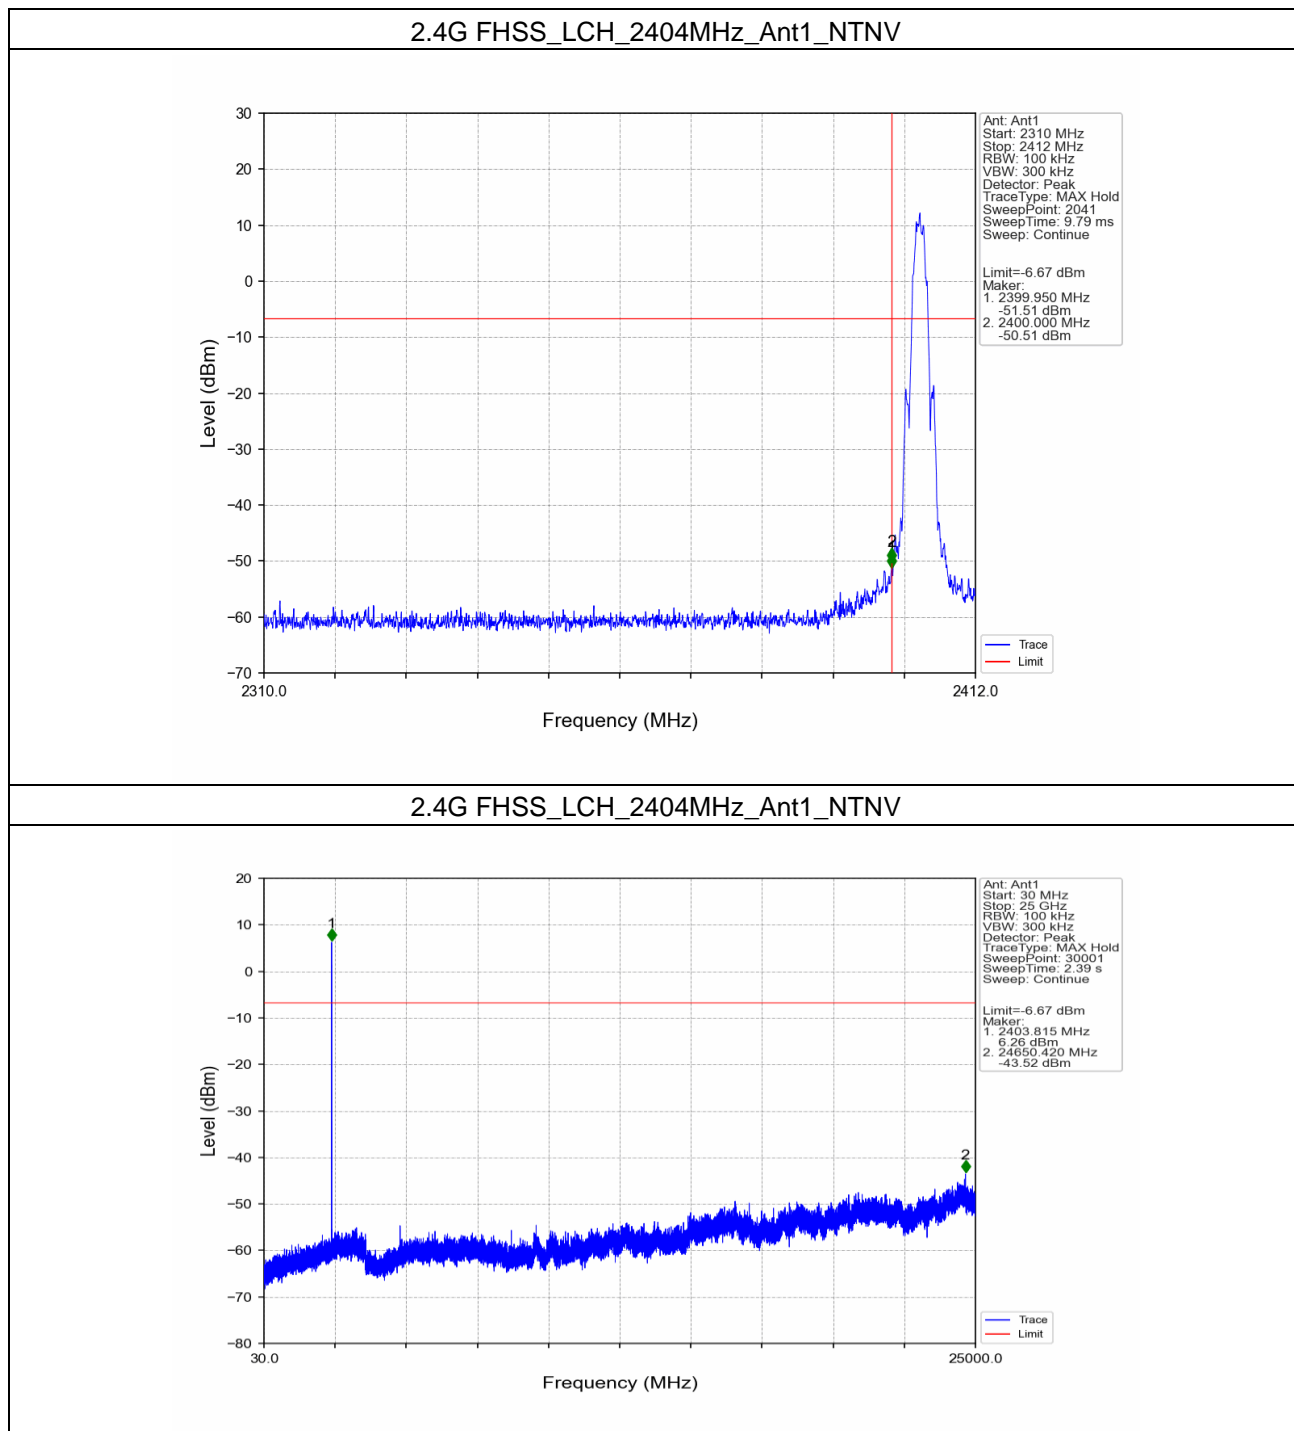 2.4G FHSS_LCH_2404MHz_Ant1_NTNV
30
20
10
0
−10
−20
−30
−40
−50
−60
−70
Level (dBm)
1
2
2310.0
2412.0
Frequency (MHz)
Ant: Ant1
Start: 2310 MHz
Stop: 2412 MHz
RBW: 100 kHz
VBW: 300 kHz
Detector: Peak
TraceType: MAX Hold
SweepPoint: 2041
SweepTime: 9.79 ms
Sweep: Continue
Limit=-6.67 dBm
Maker:
1. 2399.950 MHz
-51.51 dBm
2. 2400.000 MHz
-50.51 dBm
Trace
Limit
2.4G FHSS_LCH_2404MHz_Ant1_NTNV
20
10
0
−10
−20
−30
−40
−50
−60
−70
−80
Level (dBm)
1
2
30.0
25000.0
Frequency (MHz)
Ant: Ant1
Start: 30 MHz
Stop: 25 GHz
RBW: 100 kHz
VBW: 300 kHz
Detector: Peak
TraceType: MAX Hold
SweepPoint: 30001
SweepTime: 2.39 s
Sweep: Continue
Limit=-6.67 dBm
Maker:
1. 2403.815 MHz
6.26 dBm
2. 24650.420 MHz
-43.52 dBm
Trace
Limit